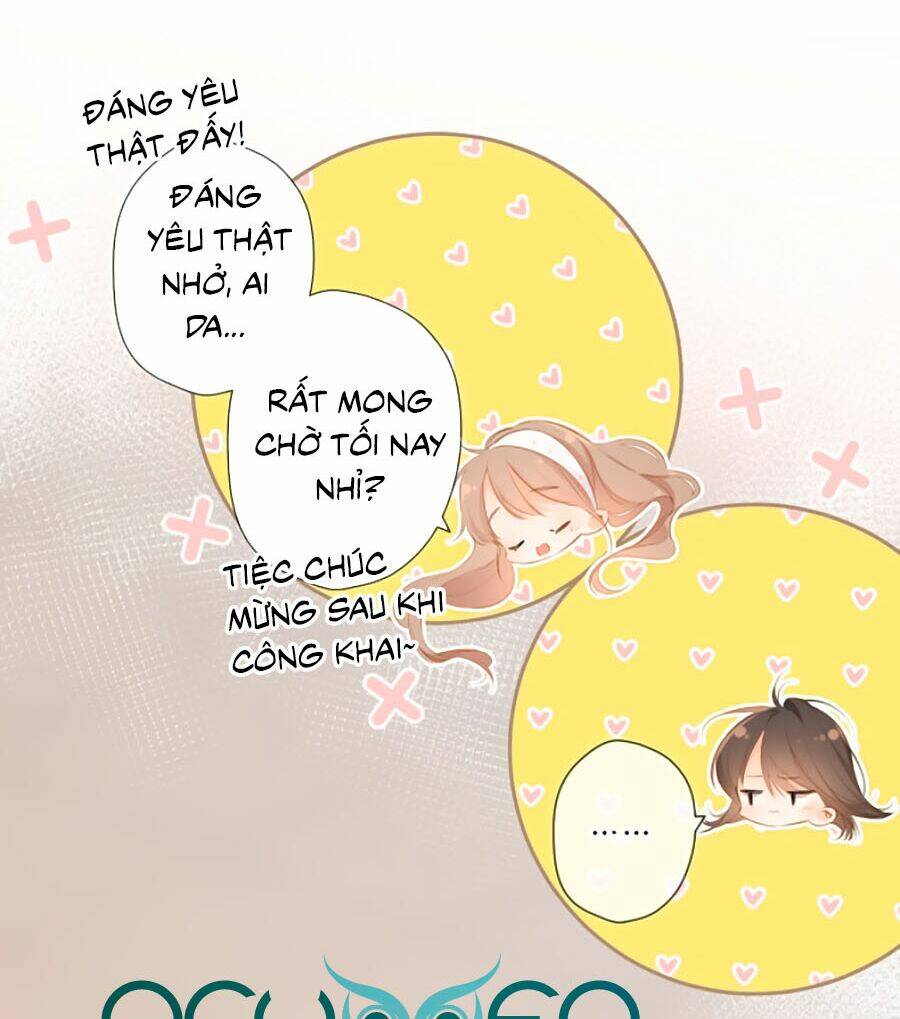 ĐÁNG YÊU
THẬT ĐẤY!
ĐÁNG
YÊU THẬT
NHỞ, AI
DA...
RẤT MONG
CHỜ TỐI NAY
NHỈ?
TIỆC CHÚC
MỪNG SAU KHI
CÔNG KHAI~
......